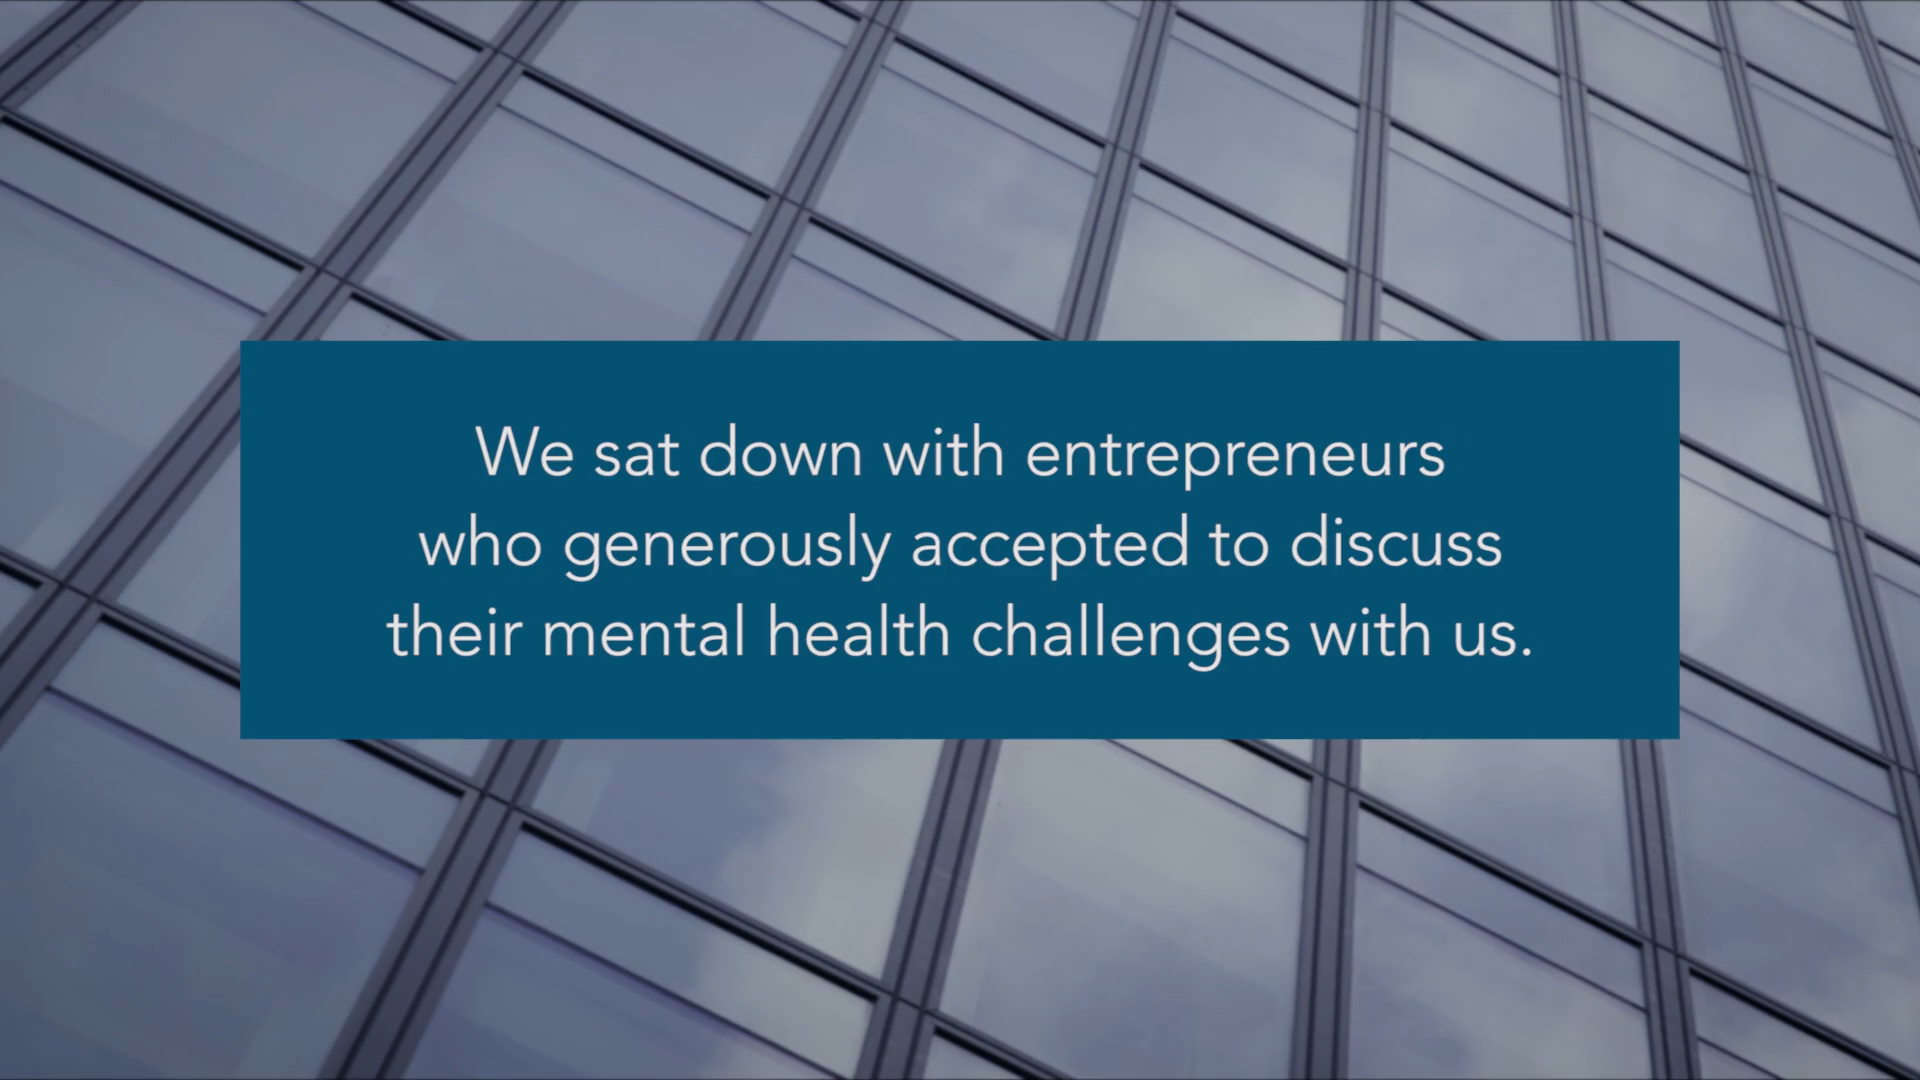 We sat down with entrepreneurs
who generously accepted to discuss
their mental health challenges with us.